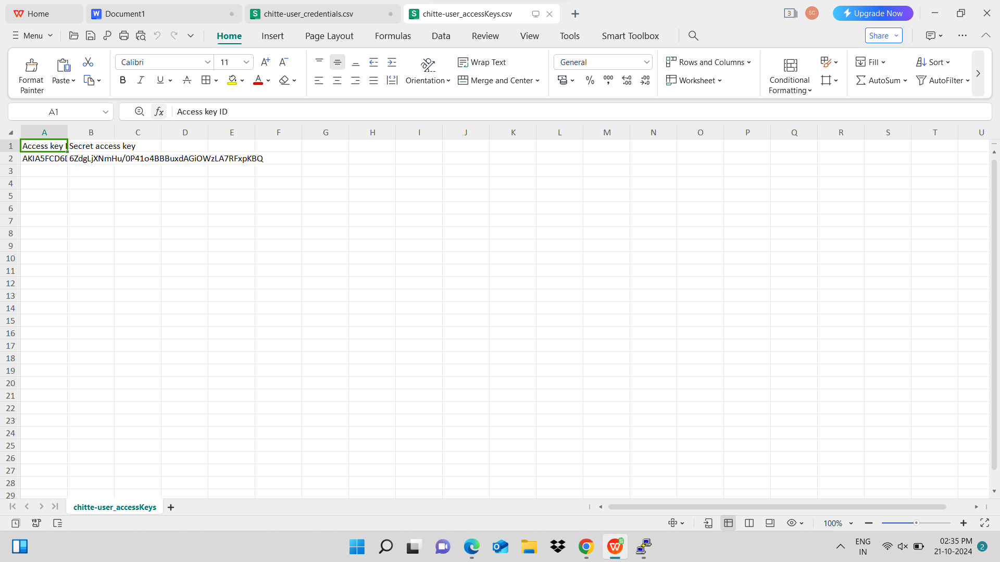 Home
Document1
chitte-user_credentials.csv
chitte-user_accessKeys.csv
3
SC
Upgrade Now
Menu
Home Insert Page Layout Formulas Data Review View Tools Smart Toolbox
Share
Format Painter
Paste
Calibri
11
Orientation
Wrap Text
Merge and Center
General
Rows and Columns
Worksheet
Conditional Formatting
Fill
AutoSum
Sort
AutoFilter
A1
fx
Access key ID
A B C D E F G H I J K L M N O P Q R S T U
1 Access key Secret access key
2 AKIA5FCD6 6ZdgLjXNmHu/0P41o4BBBuxdAGiOWzLA7RFxpKBQ
3
4
5
6
7
8
9
10
11
12
13
14
15
16
17
18
19
20
21
22
23
24
25
26
27
28
29
chitte-user_accessKeys
100%
ENG
IN
02:35 PM
21-10-2024
2